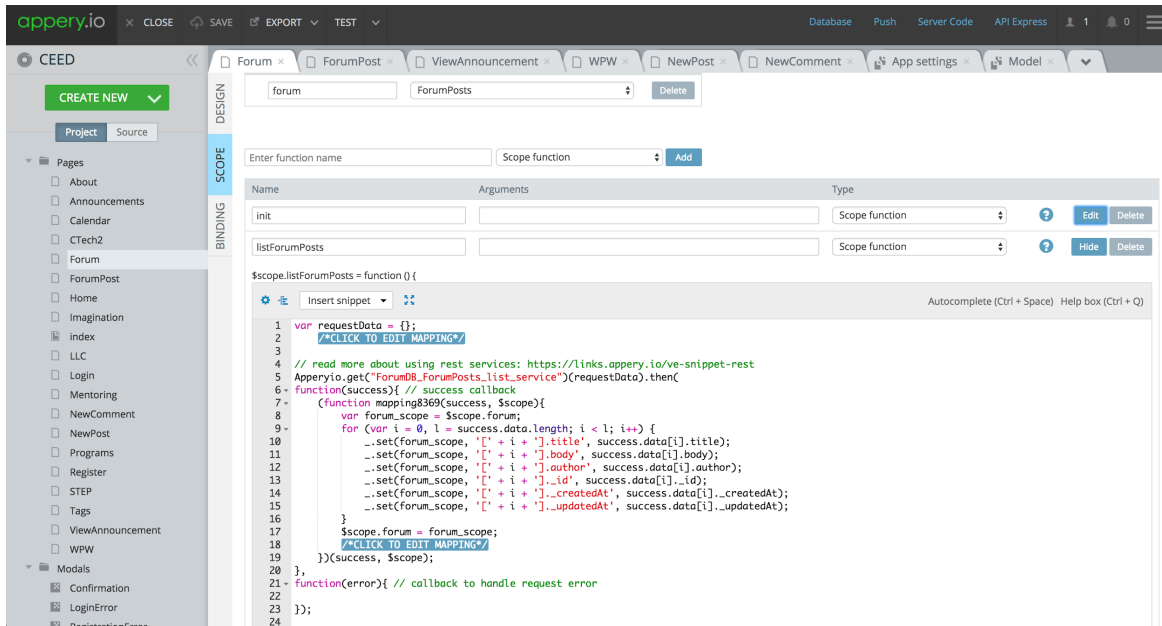 appery.io × CLOSE SAVE EXPORT TEST Database Push Server Code API Express 1 0
CEED
Forum × ForumPost × ViewAnnouncement × WPW × NewPost × NewComment × App settings × Model ×
CREATE NEW
Project Source
Pages
About
Announcements
Calendar
CTech2
Forum
ForumPost
Home
Imagination
index
LLC
Login
Mentoring
NewComment
NewPost
Programs
Register
STEP
Tags
ViewAnnouncement
WPW
Modals
Confirmation
LoginError
DESIGN
SCOPE
BINDING
forum ForumPosts Delete
Enter function name Scope function Add
Name Arguments Type
init Scope function ? Edit Delete
listForumPosts Scope function ? Hide Delete
$scope.listForumPosts = function () {
Insert snippet Autocomplete (Ctrl + Space) Help box (Ctrl + Q)
1 var requestData = {};
2 /*CLICK TO EDIT MAPPING*/
3
4 // read more about using rest services: https://links.appery.io/ve-snippet-rest
5 Apperyio.get("ForumDB_ForumPosts_list_service")(requestData).then(
6 function(success){ // success callback
7 (function mapping8369(success, $scope){
8 var forum_scope = $scope.forum;
9 for (var i = 0, l = success.data.length; i < l; i++) {
10 _.set(forum_scope, '[' + i + '].title', success.data[i].title);
11 _.set(forum_scope, '[' + i + '].body', success.data[i].body);
12 _.set(forum_scope, '[' + i + '].author', success.data[i].author);
13 _.set(forum_scope, '[' + i + ']._id', success.data[i]._id);
14 _.set(forum_scope, '[' + i + ']._createdAt', success.data[i]._createdAt);
15 _.set(forum_scope, '[' + i + ']._updatedAt', success.data[i]._updatedAt);
16 }
17 $scope.forum = forum_scope;
18 /*CLICK TO EDIT MAPPING*/
19 })(success, $scope);
20 },
21 function(error){ // callback to handle request error
22
23 });
24